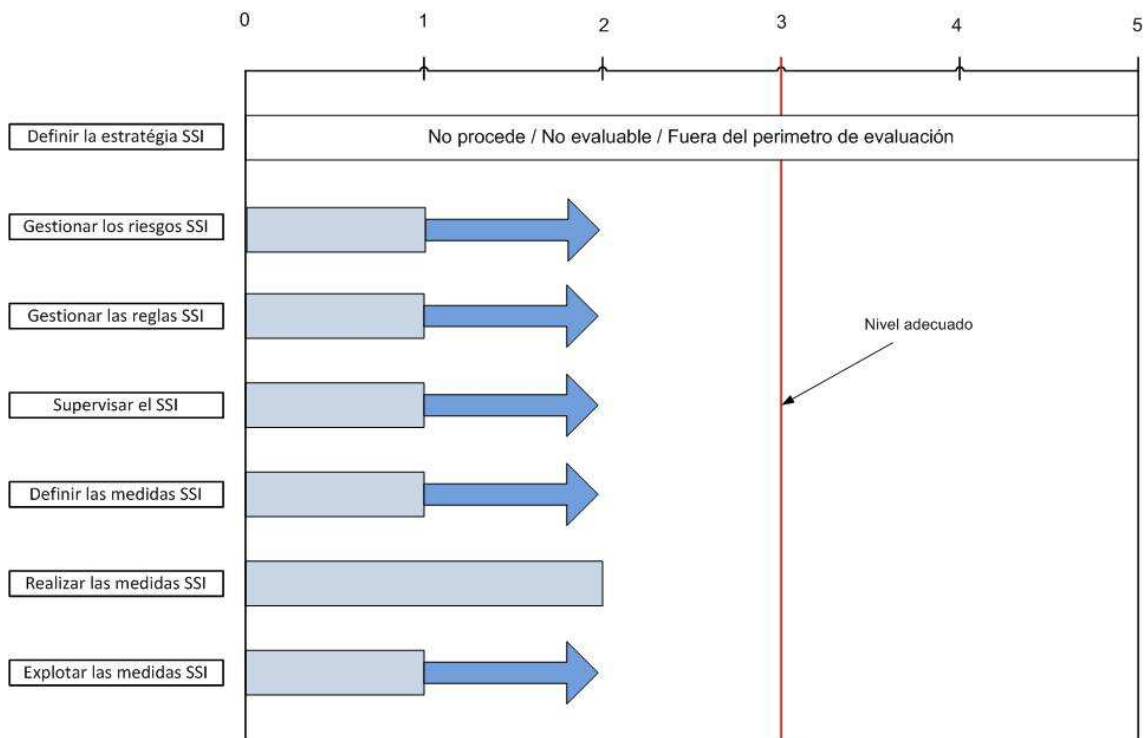 0 1 2 3 4 5
Definir la estratégia SSI
No procede / No evaluable / Fuera del perimetro de evaluación
Gestionar los riesgos SSI
Gestionar las reglas SSI
Nivel adecuado
Supervisar el SSI
Definir las medidas SSI
Realizar las medidas SSI
Explotar las medidas SSI